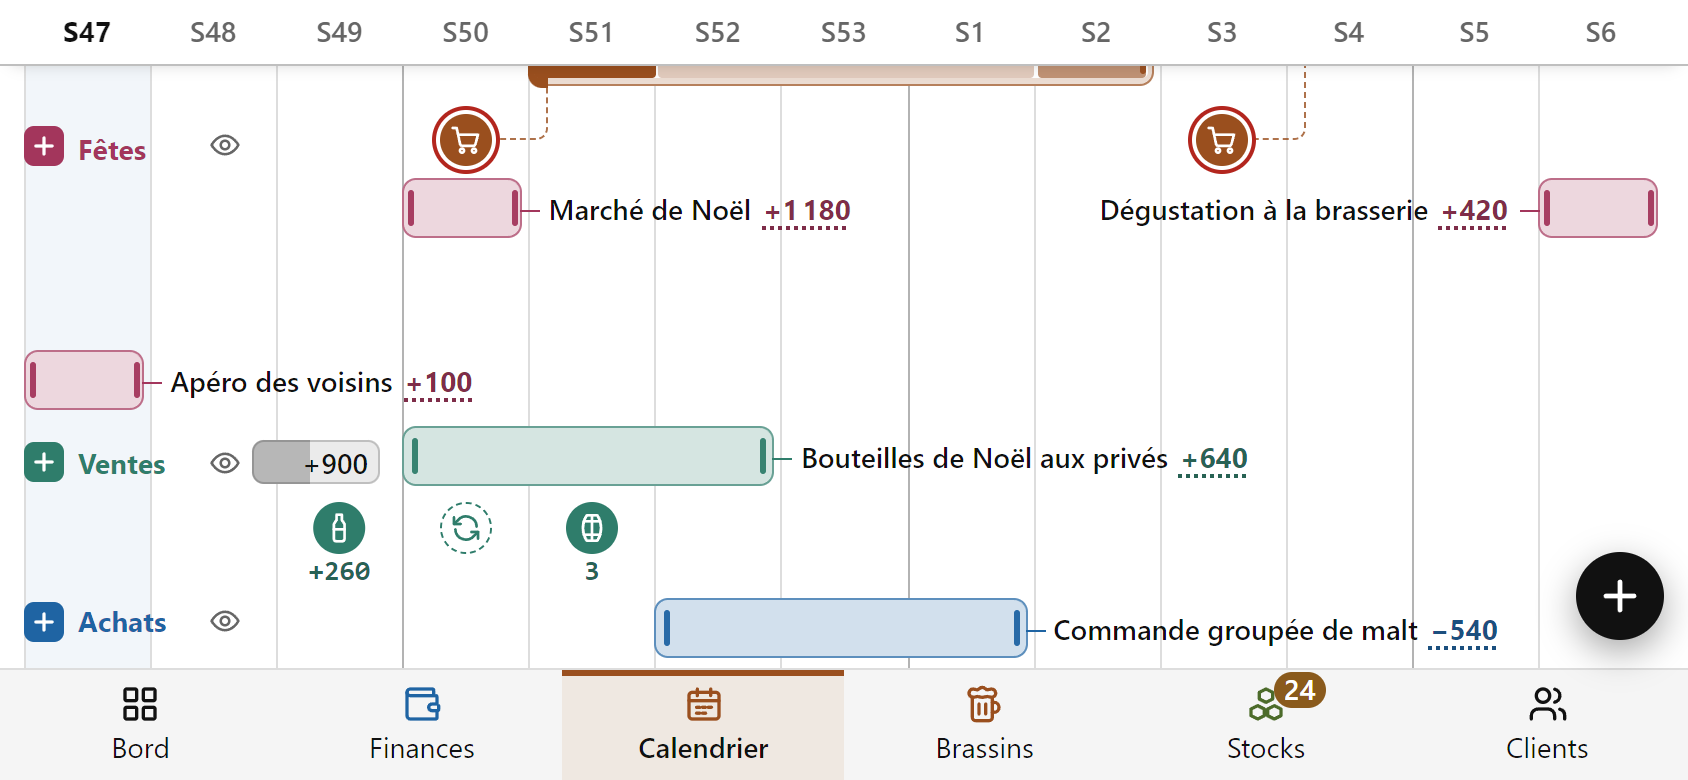 S47 S48 S49 S50 S51 S52 S53 S1 S2 S3 S4 S5 S6
Fêtes
Marché de Noël +1 180
Dégustation à la brasserie +420
Apéro des voisins +100
Ventes +900
Bouteilles de Noël aux privés +640
+260
3
Achats
Commande groupée de malt −540
24
Bord Finances Calendrier Brassins Stocks Clients